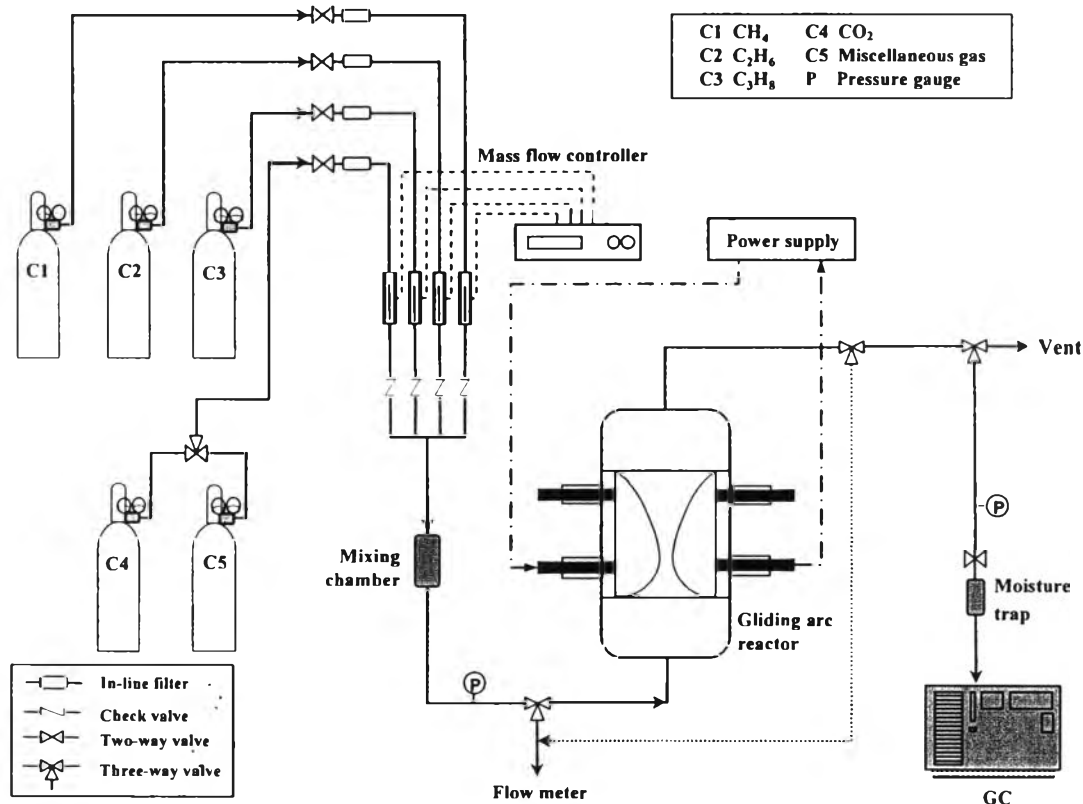 C1 CH₄ C4 CO₂
C2 C₂H₆ C5 Miscellaneous gas
C3 C₃H₈ P Pressure gauge
Mass flow controller
Power supply
C1
C2
C3
Vent
C4
C5
P
Mixing
chamber
Moisture
trap
Gliding arc
reactor
In-line filter
Check valve
Two-way valve
Three-way valve
P
Flow meter
GC